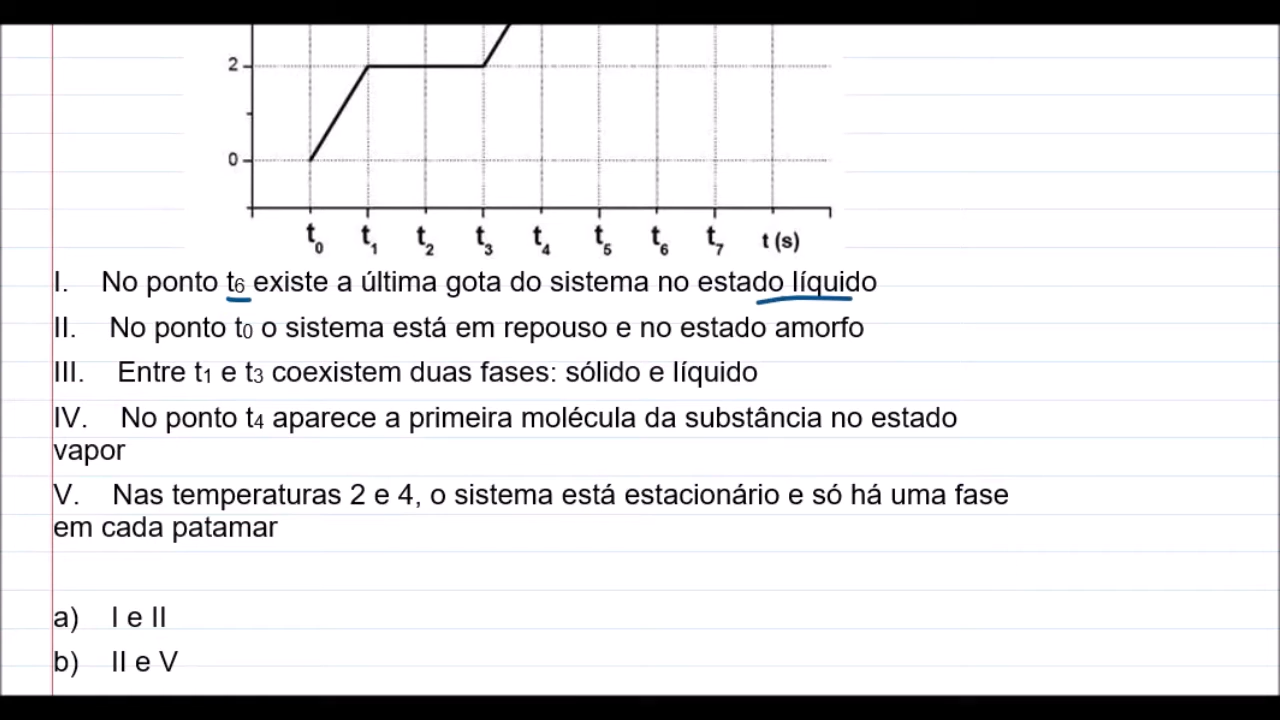 2
0
t0 t1 t2 t3 t4 t5 t6 t7 t (s)
I. No ponto t6 existe a última gota do sistema no estado líquido
II. No ponto t0 o sistema está em repouso e no estado amorfo
III. Entre t1 e t3 coexistem duas fases: sólido e líquido
IV. No ponto t4 aparece a primeira molécula da substância no estado
vapor
V. Nas temperaturas 2 e 4, o sistema está estacionário e só há uma fase
em cada patamar
a) I e II
b) II e V